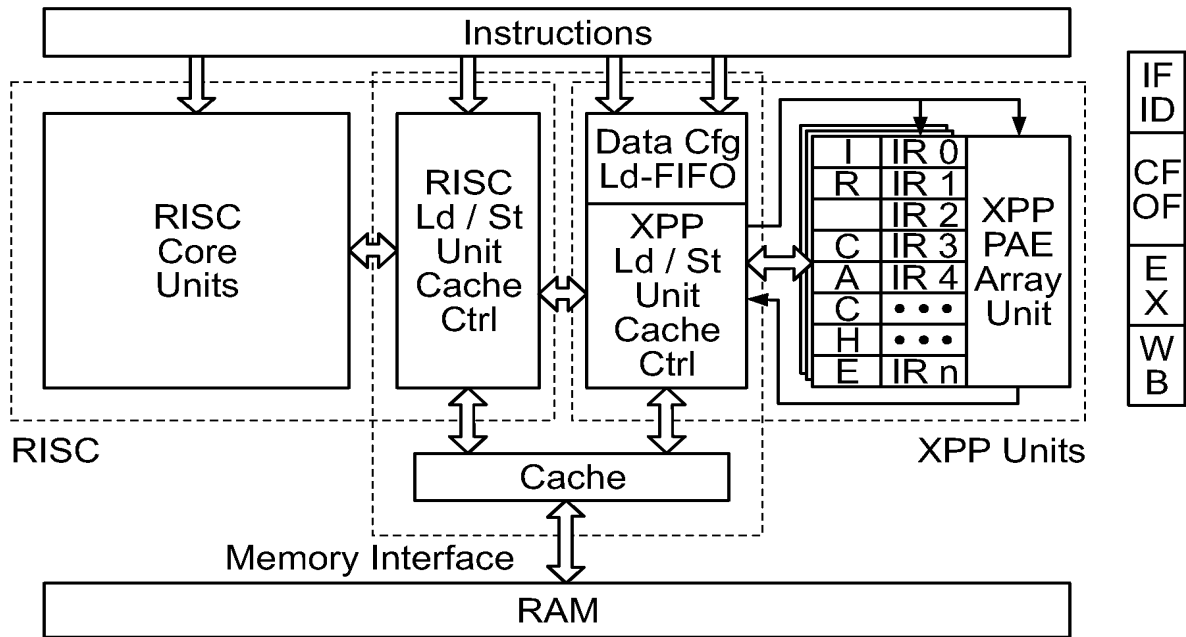 Instructions
RISC
Core
Units
RISC
Ld / St
Unit
Cache
Ctrl
Data Cfg
Ld-FIFO
XPP
Ld / St
Unit
Cache
Ctrl
I IR 0
R IR 1
IR 2
C IR 3
A IR 4
C • • •
H • • •
E IR n
XPP
PAE
Array
Unit
IF
ID
CF
OF
E
X
W
B
RISC
XPP Units
Cache
Memory Interface
RAM